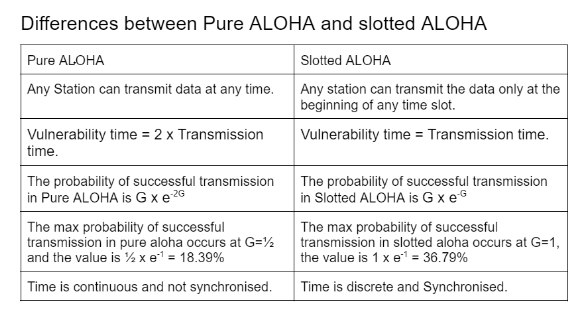 Differences between Pure ALOHA and slotted ALOHA
Pure ALOHA
Slotted ALOHA
Any Station can transmit data at any time.
Any station can transmit the data only at the
beginning of any time slot.
Vulnerability time = 2 x Transmission
time.
Vulnerability time = Transmission time.
The probability of successful transmission
in Pure ALOHA is G x e⁻²ᴳ
The probability of successful transmission
in Slotted ALOHA is G x e⁻ᴳ
The max probability of successful
transmission in pure aloha occurs at G=½
and the value is ½ x e⁻¹ = 18.39%
The max probability of successful
transmission in slotted aloha occurs at G=1,
the value is 1 x e⁻¹ = 36.79%
Time is continuous and not synchronised.
Time is discrete and Synchronised.